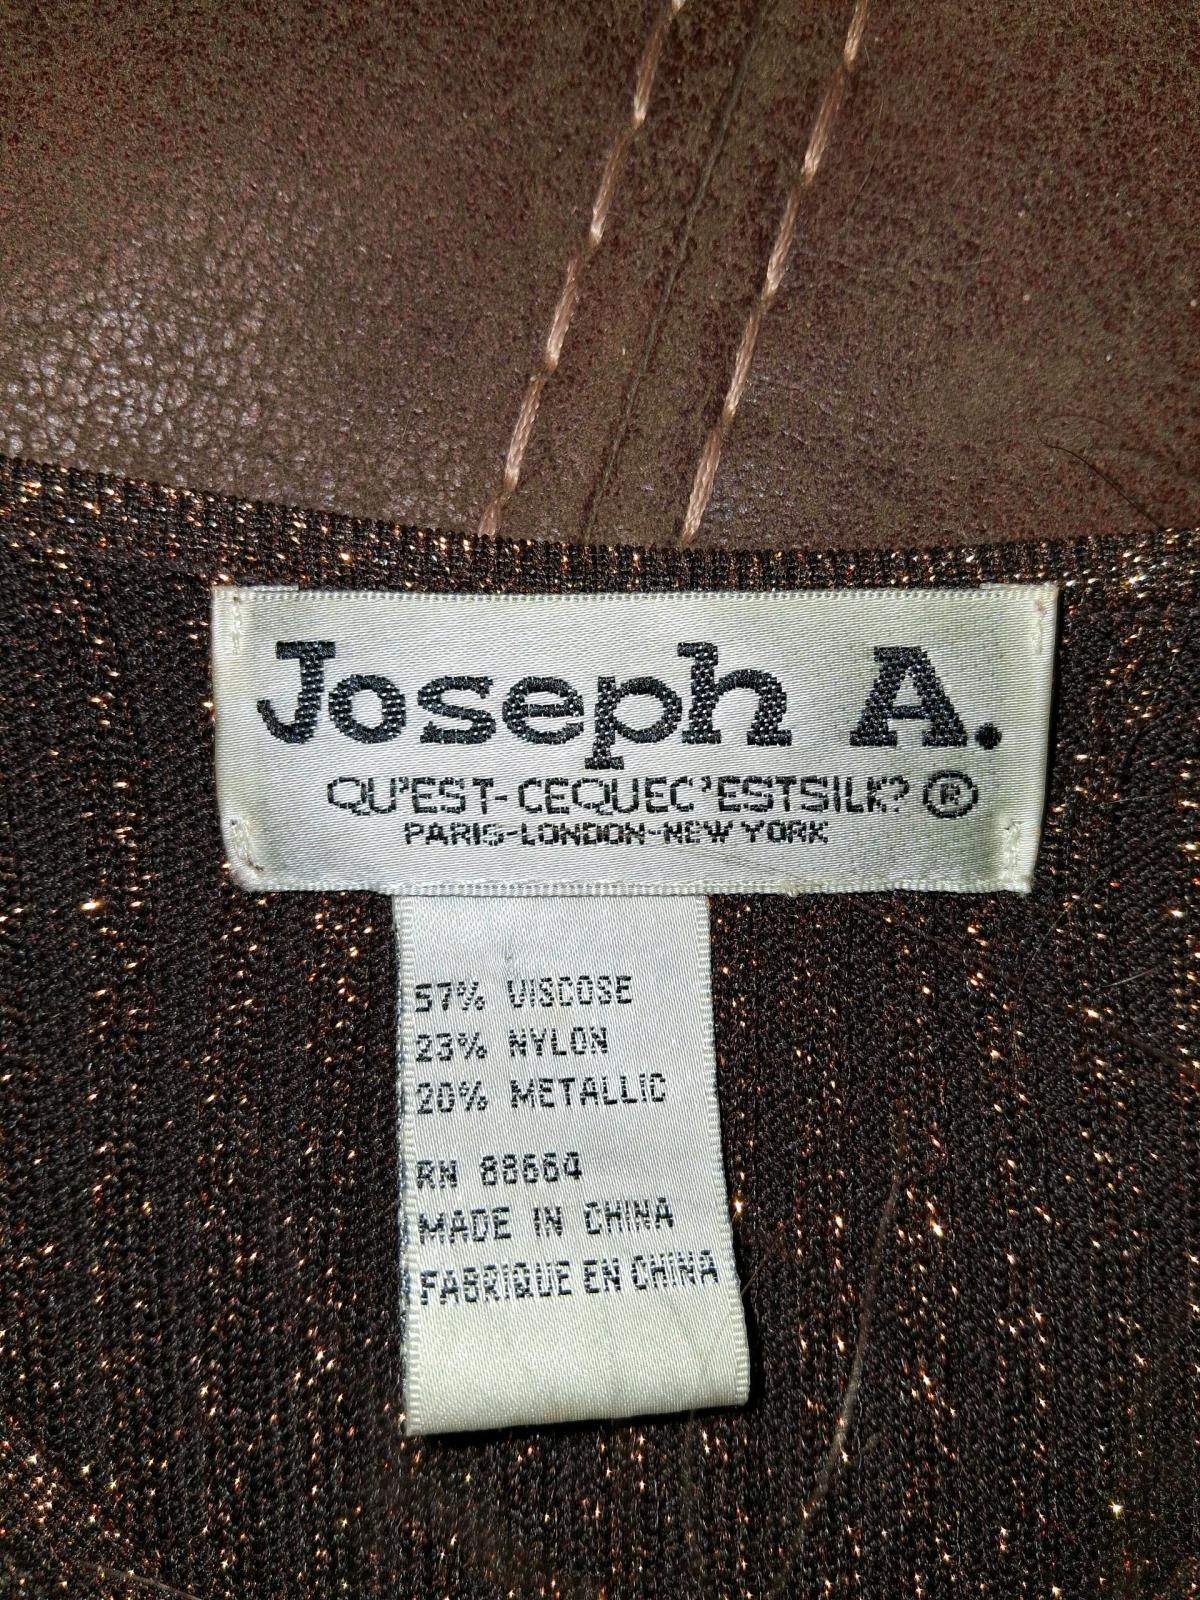 Joseph A.
QU'EST-CEQUEC'ESTSILK? ®
PARIS-LONDON-NEW YORK
57% VISCOSE
23% NYLON
20% METALLIC
RN 88664
MADE IN CHINA
FABRIQUE EN CHINA